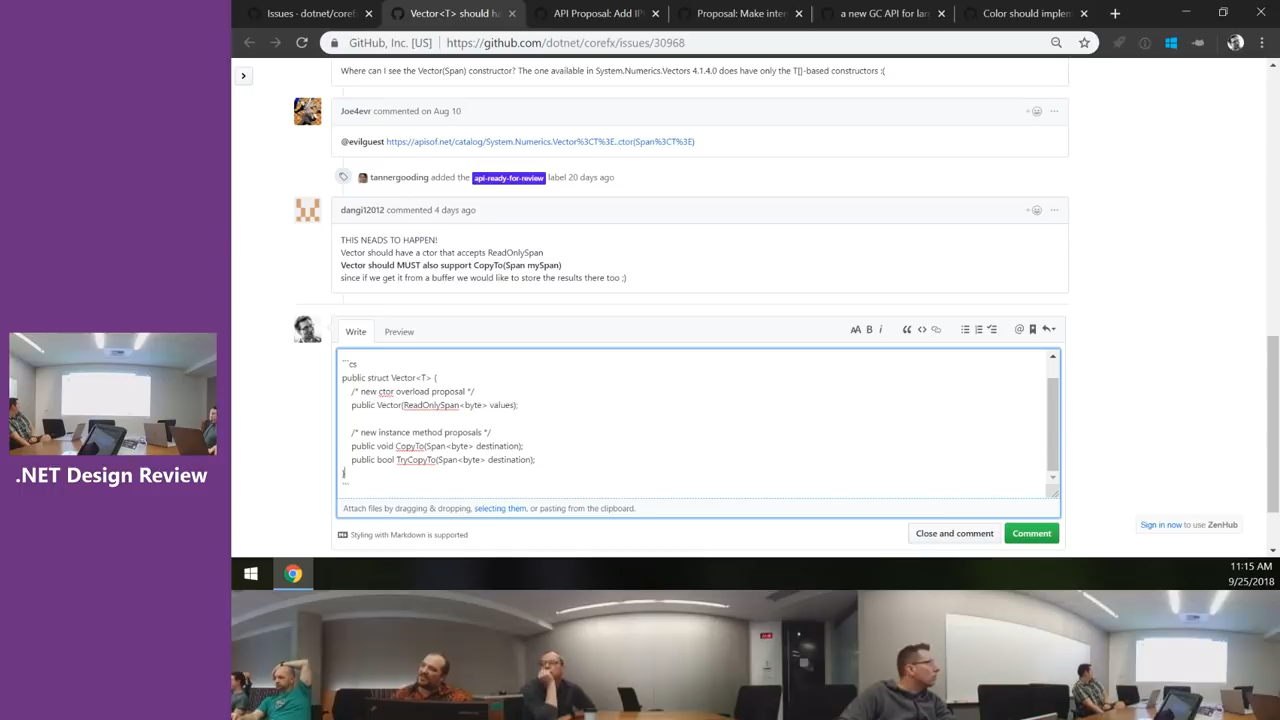 Issues - dotnet/coref
Vector<T> should ha
API Proposal: Add IP
Proposal: Make inte
a new GC API for lar
Color should implem
GitHub, Inc. [US]
https://github.com/dotnet/corefx/issues/30968
Where can I see the Vector(Span) constructor? The one available in System.Numerics.Vectors 4.1.4.0 does have only the T[]-based constructors :(
Joe4evr commented on Aug 10
@evilguest https://apisof.net/catalog/System.Numerics.Vector%3CT%3E..ctor(Span%3CT%3E)
tannergooding added the api-ready-for-review label 20 days ago
dangi12012 commented 4 days ago
THIS NEADS TO HAPPEN!
Vector should have a ctor that accepts ReadOnlySpan
Vector should MUST also support CopyTo(Span mySpan)
since if we get it from a buffer we would like to store the results there too ;)
Write
Preview
AA B i
```cs
public struct Vector<T> {
/* new ctor overload proposal */
public Vector(ReadOnlySpan<byte> values);
/* new instance method proposals */
public void CopyTo(Span<byte> destination);
public bool TryCopyTo(Span<byte> destination);
}
```
Attach files by dragging & dropping, selecting them, or pasting from the clipboard.
Styling with Markdown is supported
Close and comment
Comment
Sign in now to use ZenHub
11:15 AM
9/25/2018
.NET Design Review